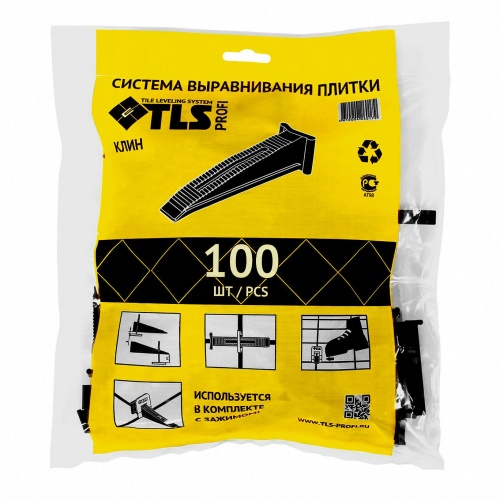 СИСТЕМА ВЫРАВНИВАНИЯ ПЛИТКИ
TILE LEVELING SYSTEM
TLS PROFI
КЛИН
100
ШТ / PCS
ИСПОЛЬЗУЕТСЯ
В КОМПЛЕКТЕ
С ЗАЖИМОМ
WWW.TLS-PROFI.RU